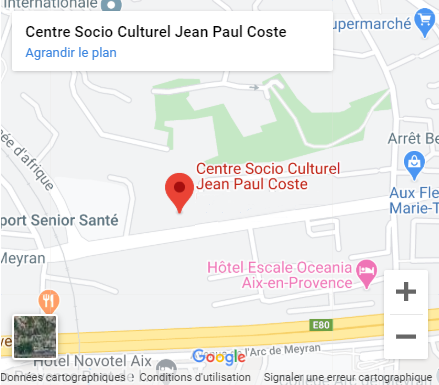 internationale
Centre Socio Culturel Jean Paul Coste
Agrandir le plan
upermarché
ée d'afrique
Arrêt Be
Centre Socio Culturel
Jean Paul Coste
Aux Fle
Marie-T
port Senior Santé
Meyran
Hôtel Escale Oceania
Aix-en-Provence
E80
Google
de l'Arc de Meyran
Hôtel Novotel Aix
Données cartographiques
Conditions d'utilisation
Signaler une erreur cartographique